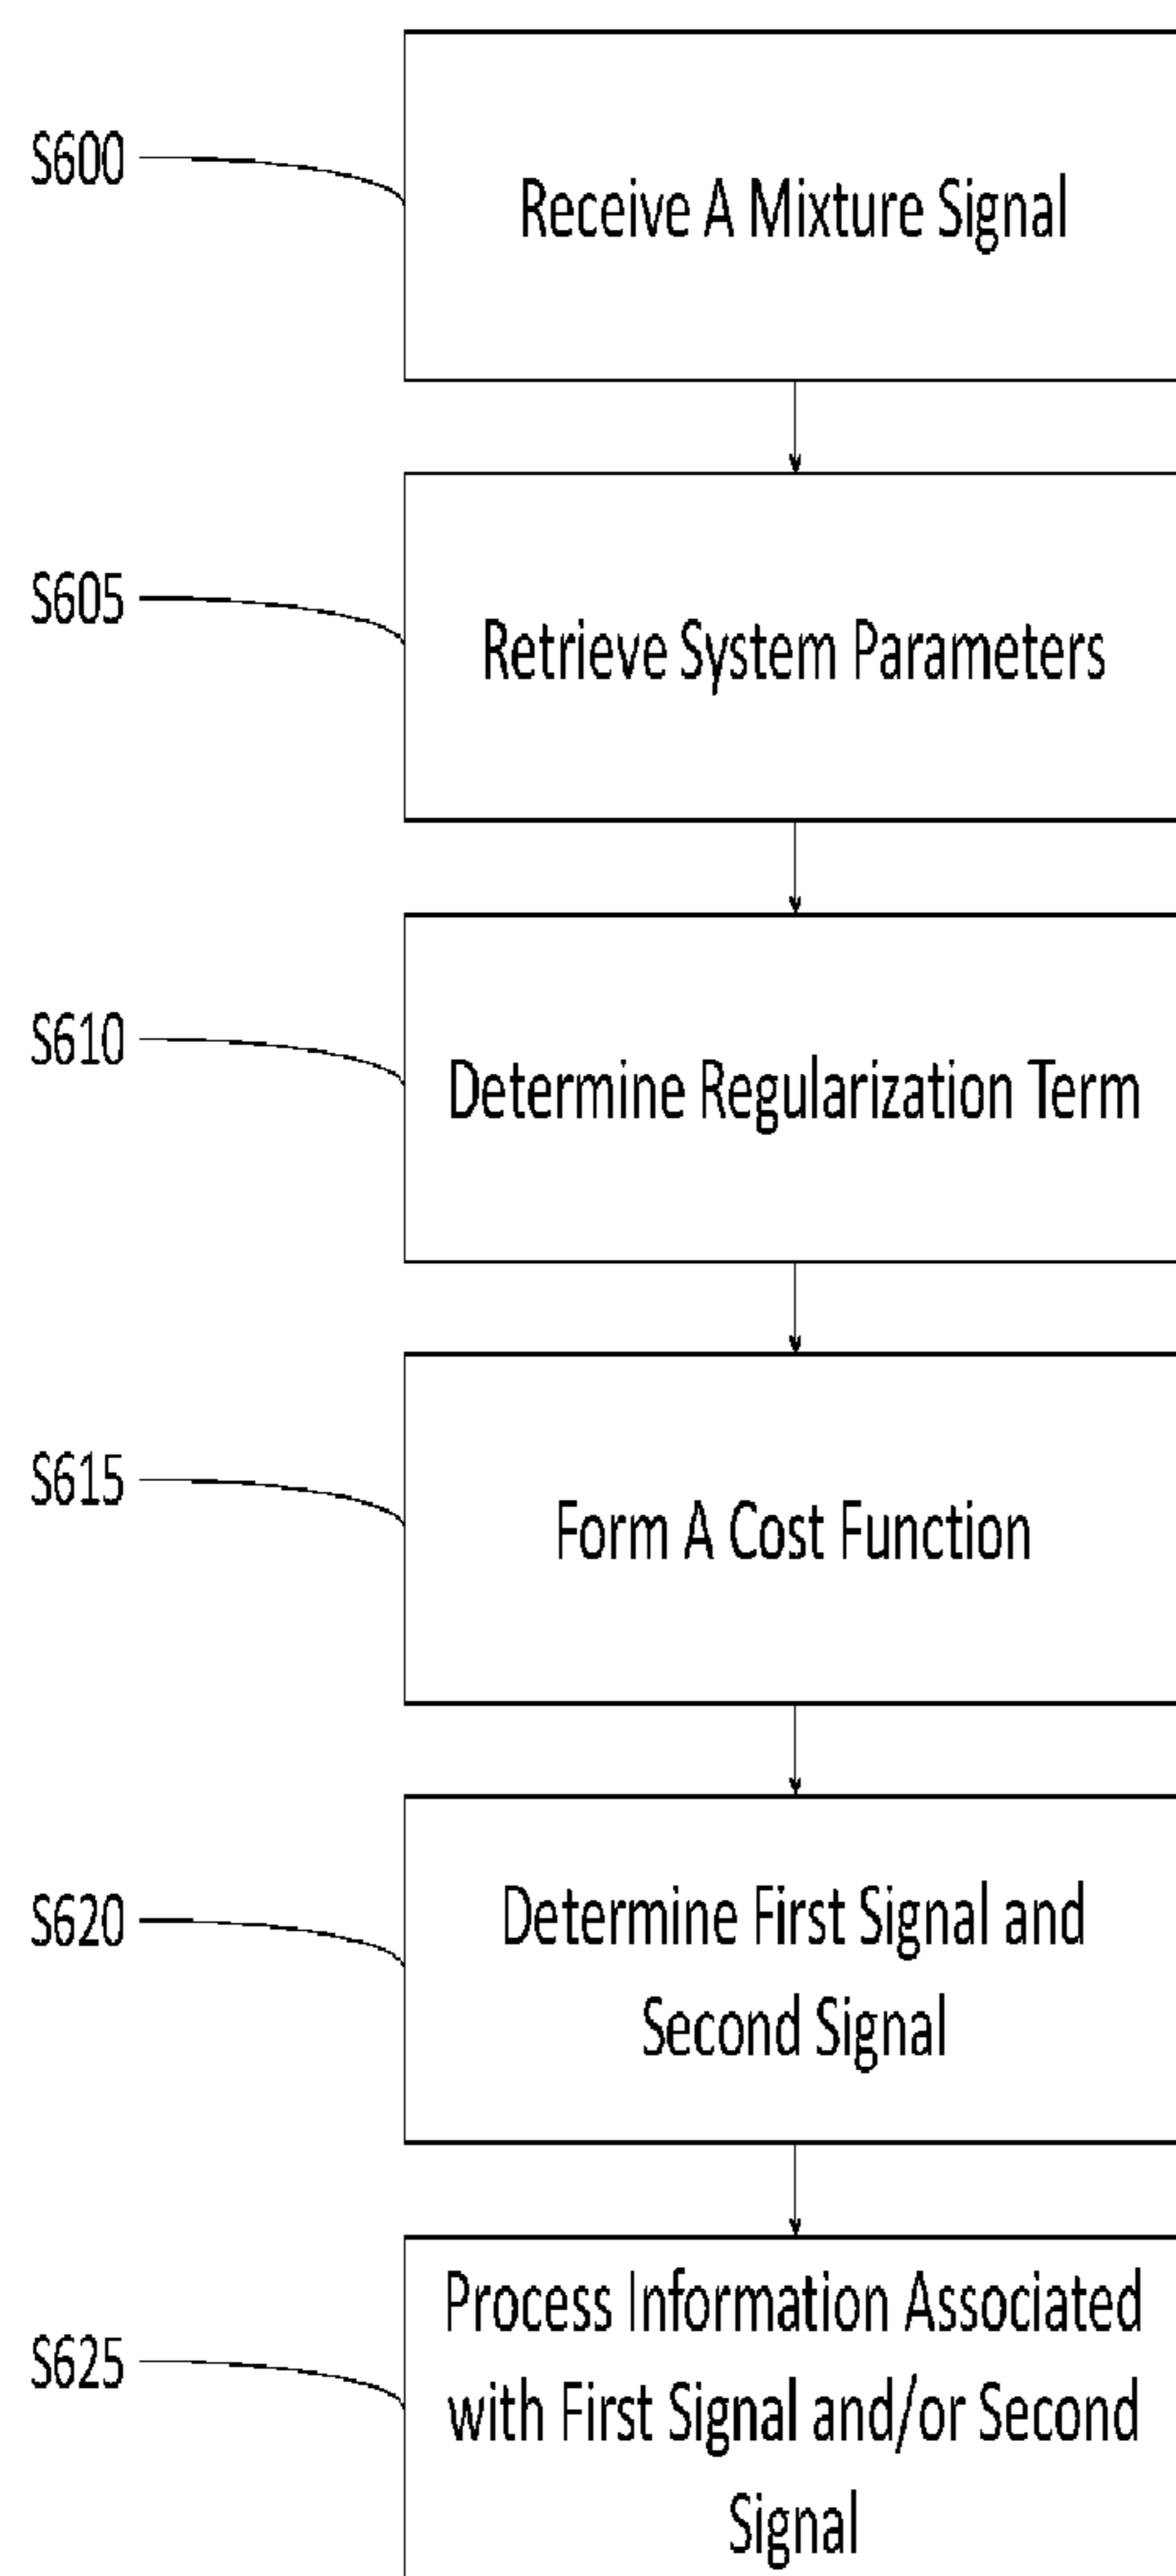 S600
Receive A Mixture Signal
S605
Retrieve System Parameters
S610
Determine Regularization Term
S615
Form A Cost Function
S620
Determine First Signal and
Second Signal
S625
Process Information Associated
with First Signal and/or Second
Signal